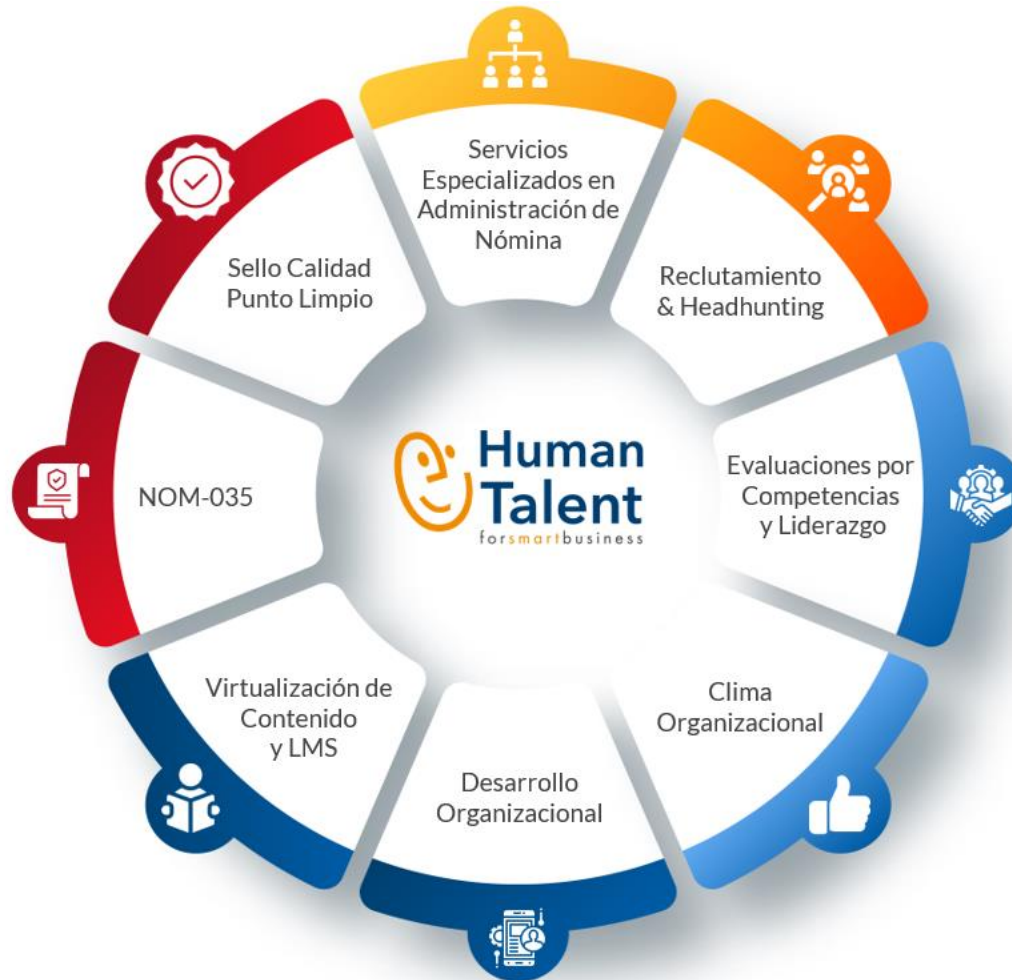 Servicios
Especializados en
Administración de
Nómina
Reclutamiento
& Headhunting
Evaluaciones por
Competencias
y Liderazgo
Clima
Organizacional
Desarrollo
Organizacional
Virtualización de
Contenido
y LMS
NOM-035
Sello Calidad
Punto Limpio
Human
Talent
forsmartbusiness